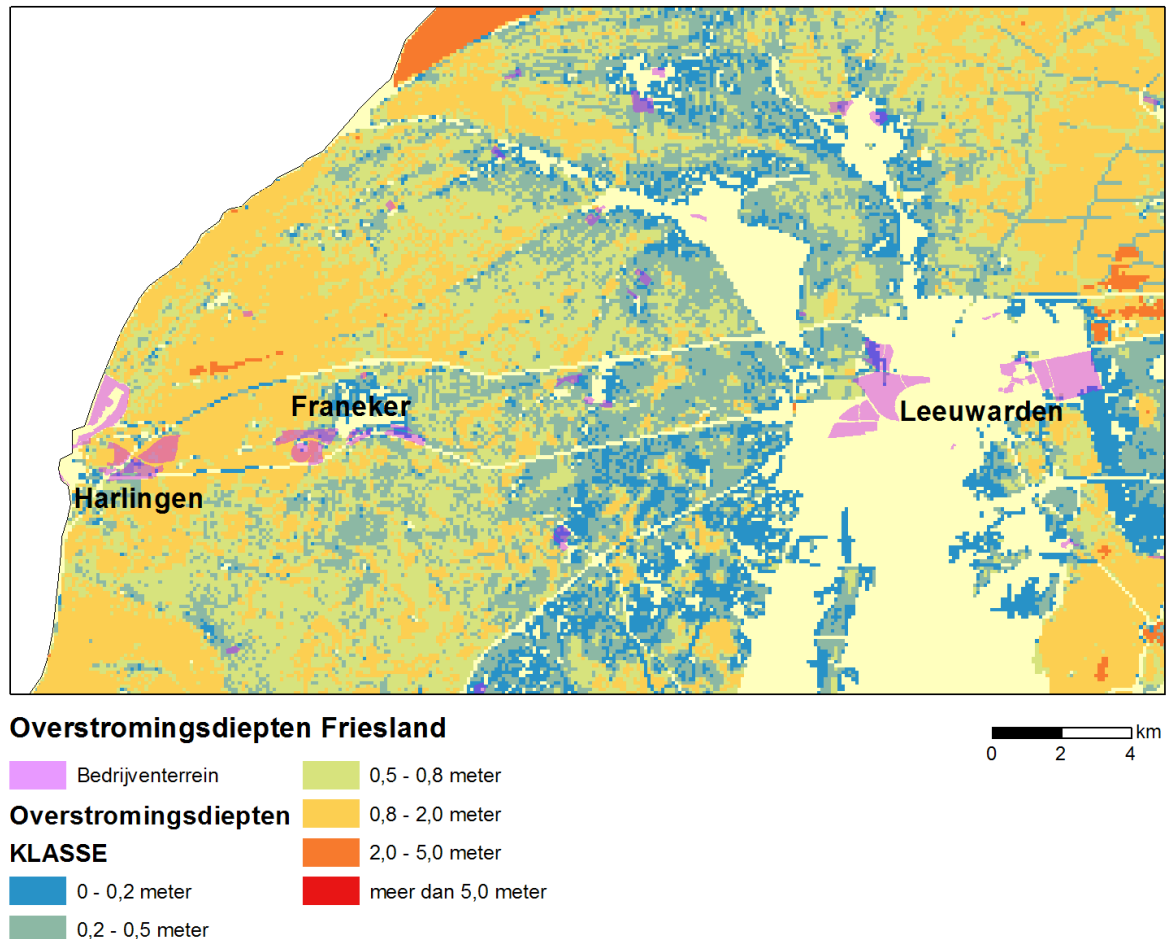 Franeker
Leeuwarden
Harlingen
Overstromingsdiepten Friesland
km
0 2 4
Bedrijventerrein
Overstromingsdiepten
KLASSE
0 - 0,2 meter
0,2 - 0,5 meter
0,5 - 0,8 meter
0,8 - 2,0 meter
2,0 - 5,0 meter
meer dan 5,0 meter